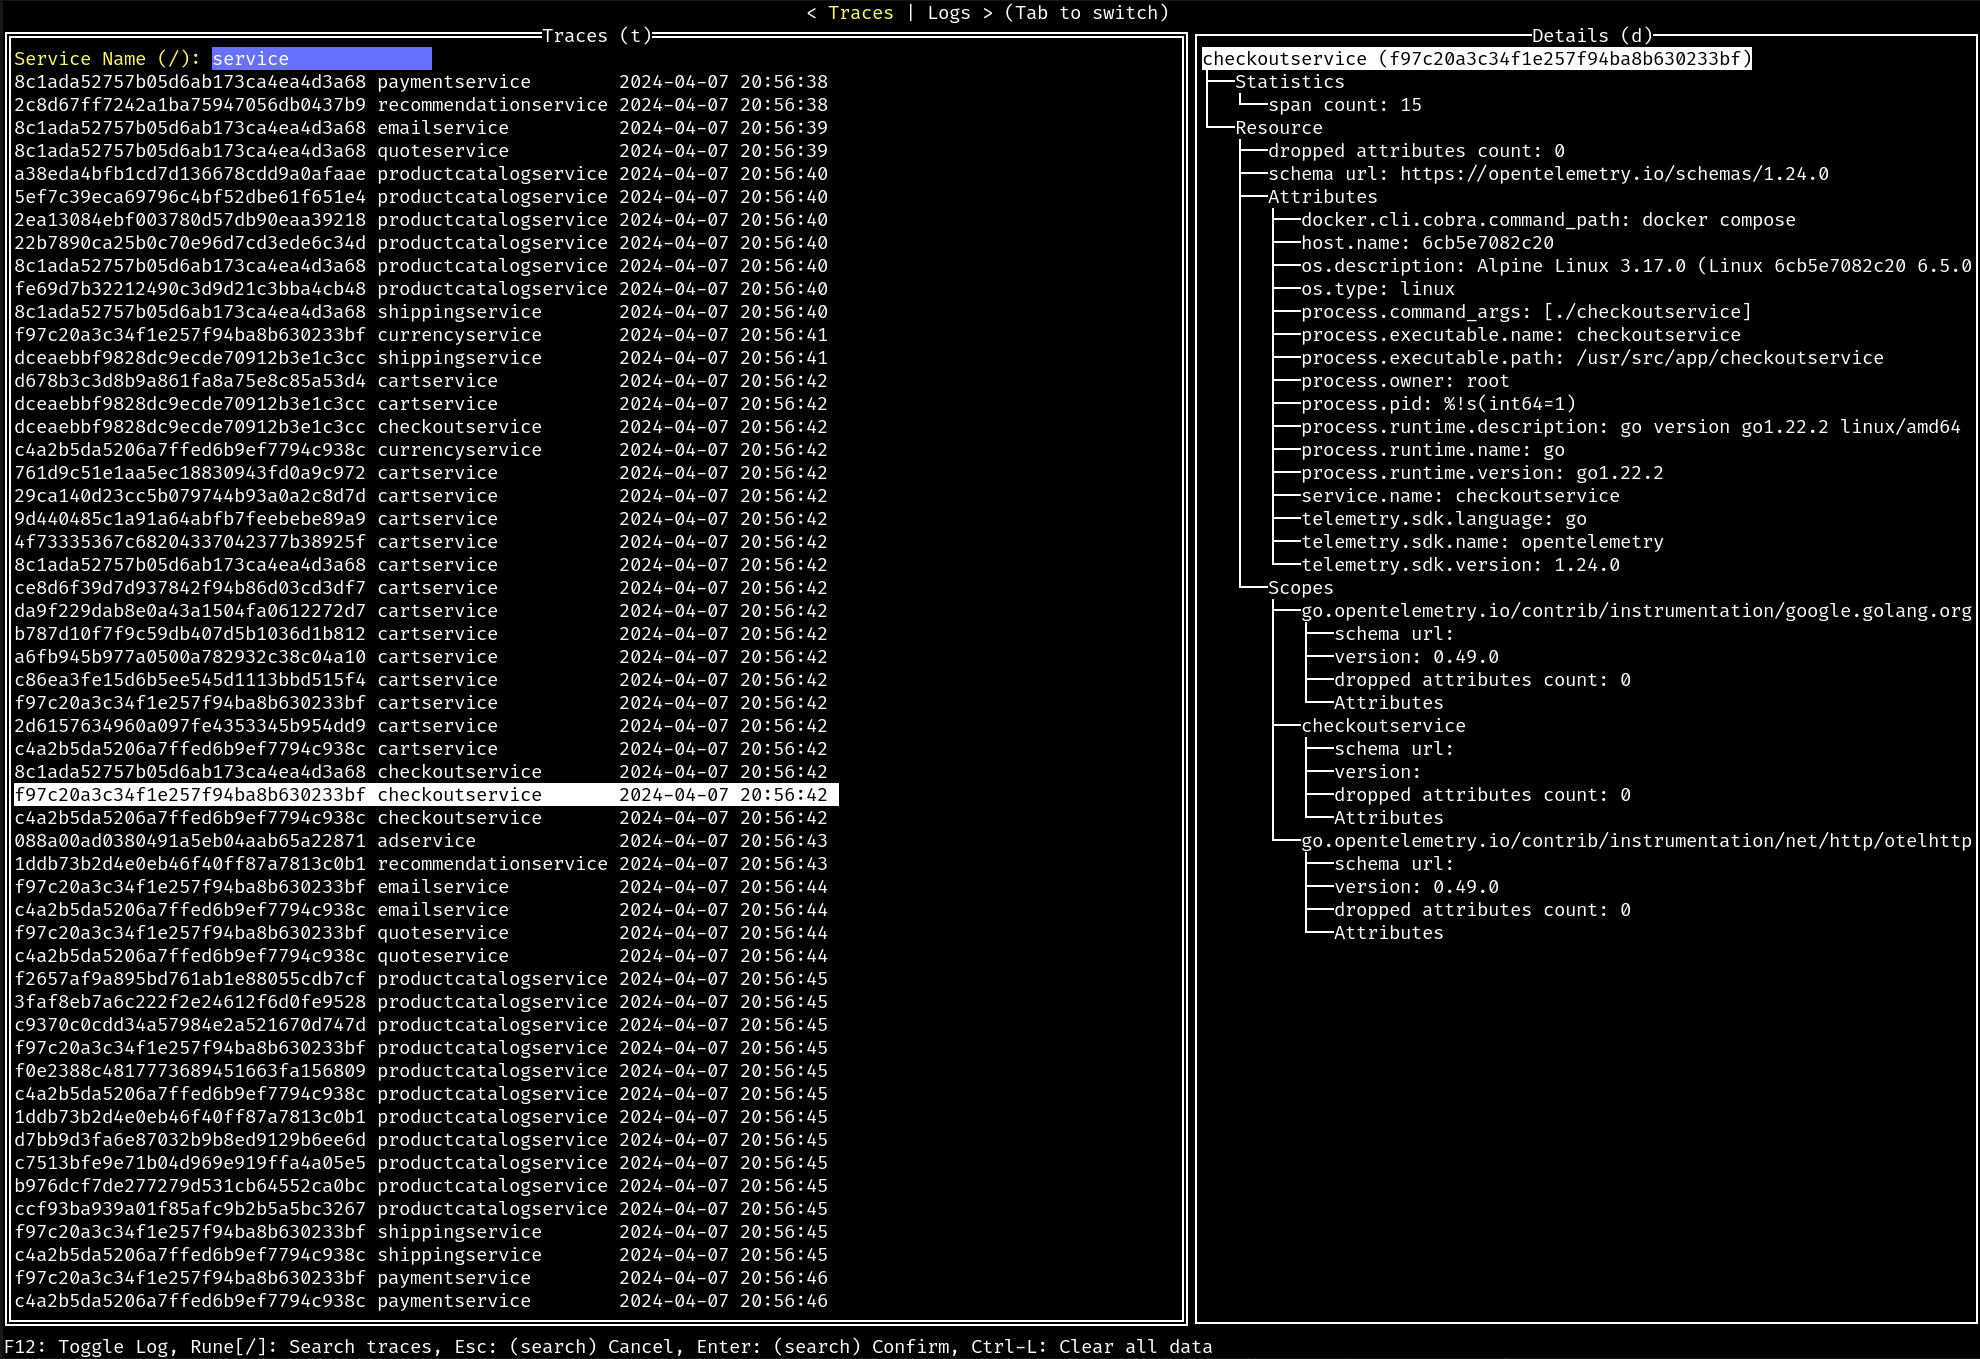 < Traces | Logs > (Tab to switch)
Traces (t)
Service Name (/): service
8c1ada52757b05d6ab173ca4ea4d3a68 paymentservice 2024-04-07 20:56:38
2c8d67ff7242a1ba75947056db0437b9 recommendationservice 2024-04-07 20:56:38
8c1ada52757b05d6ab173ca4ea4d3a68 emailservice 2024-04-07 20:56:39
8c1ada52757b05d6ab173ca4ea4d3a68 quoteservice 2024-04-07 20:56:39
a38eda4bfb1cd7d136678cdd9a0afaae productcatalogservice 2024-04-07 20:56:40
5ef7c39eca69796c4bf52dbe61f651e4 productcatalogservice 2024-04-07 20:56:40
2ea13084ebf003780d57db90eaa39218 productcatalogservice 2024-04-07 20:56:40
22b7890ca25b0c70e96d7cd3ede6c34d productcatalogservice 2024-04-07 20:56:40
8c1ada52757b05d6ab173ca4ea4d3a68 productcatalogservice 2024-04-07 20:56:40
fe69d7b32212490c3d9d21c3bba4cb48 productcatalogservice 2024-04-07 20:56:40
8c1ada52757b05d6ab173ca4ea4d3a68 shippingservice 2024-04-07 20:56:40
f97c20a3c34f1e257f94ba8b630233bf currencyservice 2024-04-07 20:56:41
dceaebbf9828dc9ecde70912b3e1c3cc shippingservice 2024-04-07 20:56:41
d678b3c3d8b9a861fa8a75e8c85a53d4 cartservice 2024-04-07 20:56:42
dceaebbf9828dc9ecde70912b3e1c3cc cartservice 2024-04-07 20:56:42
dceaebbf9828dc9ecde70912b3e1c3cc checkoutservice 2024-04-07 20:56:42
c4a2b5da5206a7ffed6b9ef7794c938c currencyservice 2024-04-07 20:56:42
761d9c51e1aa5ec18830943fd0a9c972 cartservice 2024-04-07 20:56:42
29ca140d23cc5b079744b93a0a2c8d7d cartservice 2024-04-07 20:56:42
9d440485c1a91a64abfb7feebebe89a9 cartservice 2024-04-07 20:56:42
4f73335367c68204337042377b38925f cartservice 2024-04-07 20:56:42
8c1ada52757b05d6ab173ca4ea4d3a68 cartservice 2024-04-07 20:56:42
ce8d6f39d7d937842f94b86d03cd3df7 cartservice 2024-04-07 20:56:42
da9f229dab8e0a43a1504fa0612272d7 cartservice 2024-04-07 20:56:42
b787d10f7f9c59db407d5b1036d1b812 cartservice 2024-04-07 20:56:42
a6fb945b977a0500a782932c38c04a10 cartservice 2024-04-07 20:56:42
c86ea3fe15d6b5ee545d1113bbd515f4 cartservice 2024-04-07 20:56:42
f97c20a3c34f1e257f94ba8b630233bf cartservice 2024-04-07 20:56:42
2d6157634960a097fe4353345b954dd9 cartservice 2024-04-07 20:56:42
c4a2b5da5206a7ffed6b9ef7794c938c cartservice 2024-04-07 20:56:42
8c1ada52757b05d6ab173ca4ea4d3a68 checkoutservice 2024-04-07 20:56:42
f97c20a3c34f1e257f94ba8b630233bf checkoutservice 2024-04-07 20:56:42
c4a2b5da5206a7ffed6b9ef7794c938c checkoutservice 2024-04-07 20:56:42
088a00ad0380491a5eb04aab65a22871 adservice 2024-04-07 20:56:43
1ddb73b2d4e0eb46f40ff87a7813c0b1 recommendationservice 2024-04-07 20:56:43
f97c20a3c34f1e257f94ba8b630233bf emailservice 2024-04-07 20:56:44
c4a2b5da5206a7ffed6b9ef7794c938c emailservice 2024-04-07 20:56:44
f97c20a3c34f1e257f94ba8b630233bf quoteservice 2024-04-07 20:56:44
c4a2b5da5206a7ffed6b9ef7794c938c quoteservice 2024-04-07 20:56:44
f2657af9a895bd761ab1e88055cdb7cf productcatalogservice 2024-04-07 20:56:45
3faf8eb7a6c222f2e24612f6d0fe9528 productcatalogservice 2024-04-07 20:56:45
c9370c0cdd34a57984e2a521670d747d productcatalogservice 2024-04-07 20:56:45
f97c20a3c34f1e257f94ba8b630233bf productcatalogservice 2024-04-07 20:56:45
f0e2388c4817773689451663fa156809 productcatalogservice 2024-04-07 20:56:45
c4a2b5da5206a7ffed6b9ef7794c938c productcatalogservice 2024-04-07 20:56:45
1ddb73b2d4e0eb46f40ff87a7813c0b1 productcatalogservice 2024-04-07 20:56:45
d7bb9d3fa6e87032b9b8ed9129b6ee6d productcatalogservice 2024-04-07 20:56:45
c7513bfe9e71b04d969e919ffa4a05e5 productcatalogservice 2024-04-07 20:56:45
b976dcf7de277279d531cb64552ca0bc productcatalogservice 2024-04-07 20:56:45
ccf93ba939a01f85afc9b2b5a5bc3267 productcatalogservice 2024-04-07 20:56:45
f97c20a3c34f1e257f94ba8b630233bf shippingservice 2024-04-07 20:56:45
c4a2b5da5206a7ffed6b9ef7794c938c shippingservice 2024-04-07 20:56:45
f97c20a3c34f1e257f94ba8b630233bf paymentservice 2024-04-07 20:56:46
c4a2b5da5206a7ffed6b9ef7794c938c paymentservice 2024-04-07 20:56:46
Details (d)
checkoutservice (f97c20a3c34f1e257f94ba8b630233bf)
Statistics
span count: 15
Resource
dropped attributes count: 0
schema url: https://opentelemetry.io/schemas/1.24.0
Attributes
docker.cli.cobra.command_path: docker compose
host.name: 6cb5e7082c20
os.description: Alpine Linux 3.17.0 (Linux 6cb5e7082c20 6.5.0
os.type: linux
process.command_args: [./checkoutservice]
process.executable.name: checkoutservice
process.executable.path: /usr/src/app/checkoutservice
process.owner: root
process.pid: %!s(int64=1)
process.runtime.description: go version go1.22.2 linux/amd64
process.runtime.name: go
process.runtime.version: go1.22.2
service.name: checkoutservice
telemetry.sdk.language: go
telemetry.sdk.name: opentelemetry
telemetry.sdk.version: 1.24.0
Scopes
go.opentelemetry.io/contrib/instrumentation/google.golang.org
schema url:
version: 0.49.0
dropped attributes count: 0
Attributes
checkoutservice
schema url:
version:
dropped attributes count: 0
Attributes
go.opentelemetry.io/contrib/instrumentation/net/http/otelhttp
schema url:
version: 0.49.0
dropped attributes count: 0
Attributes
F12: Toggle Log, Rune[/]: Search traces, Esc: (search) Cancel, Enter: (search) Confirm, Ctrl-L: Clear all data